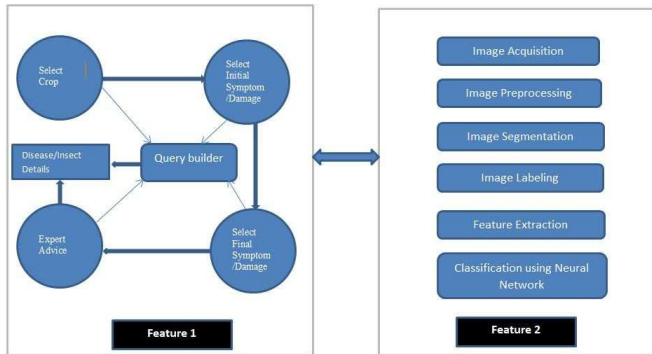 Select
Crop
Select
Initial
Symptom
/Damage
Query builder
Disease/Insect
Details
Expert
Advice
Select
Final
Symptom
/Damage
Feature 1
Image Acquisition
Image Preprocessing
Image Segmentation
Image Labeling
Feature Extraction
Classification using Neural
Network
Feature 2